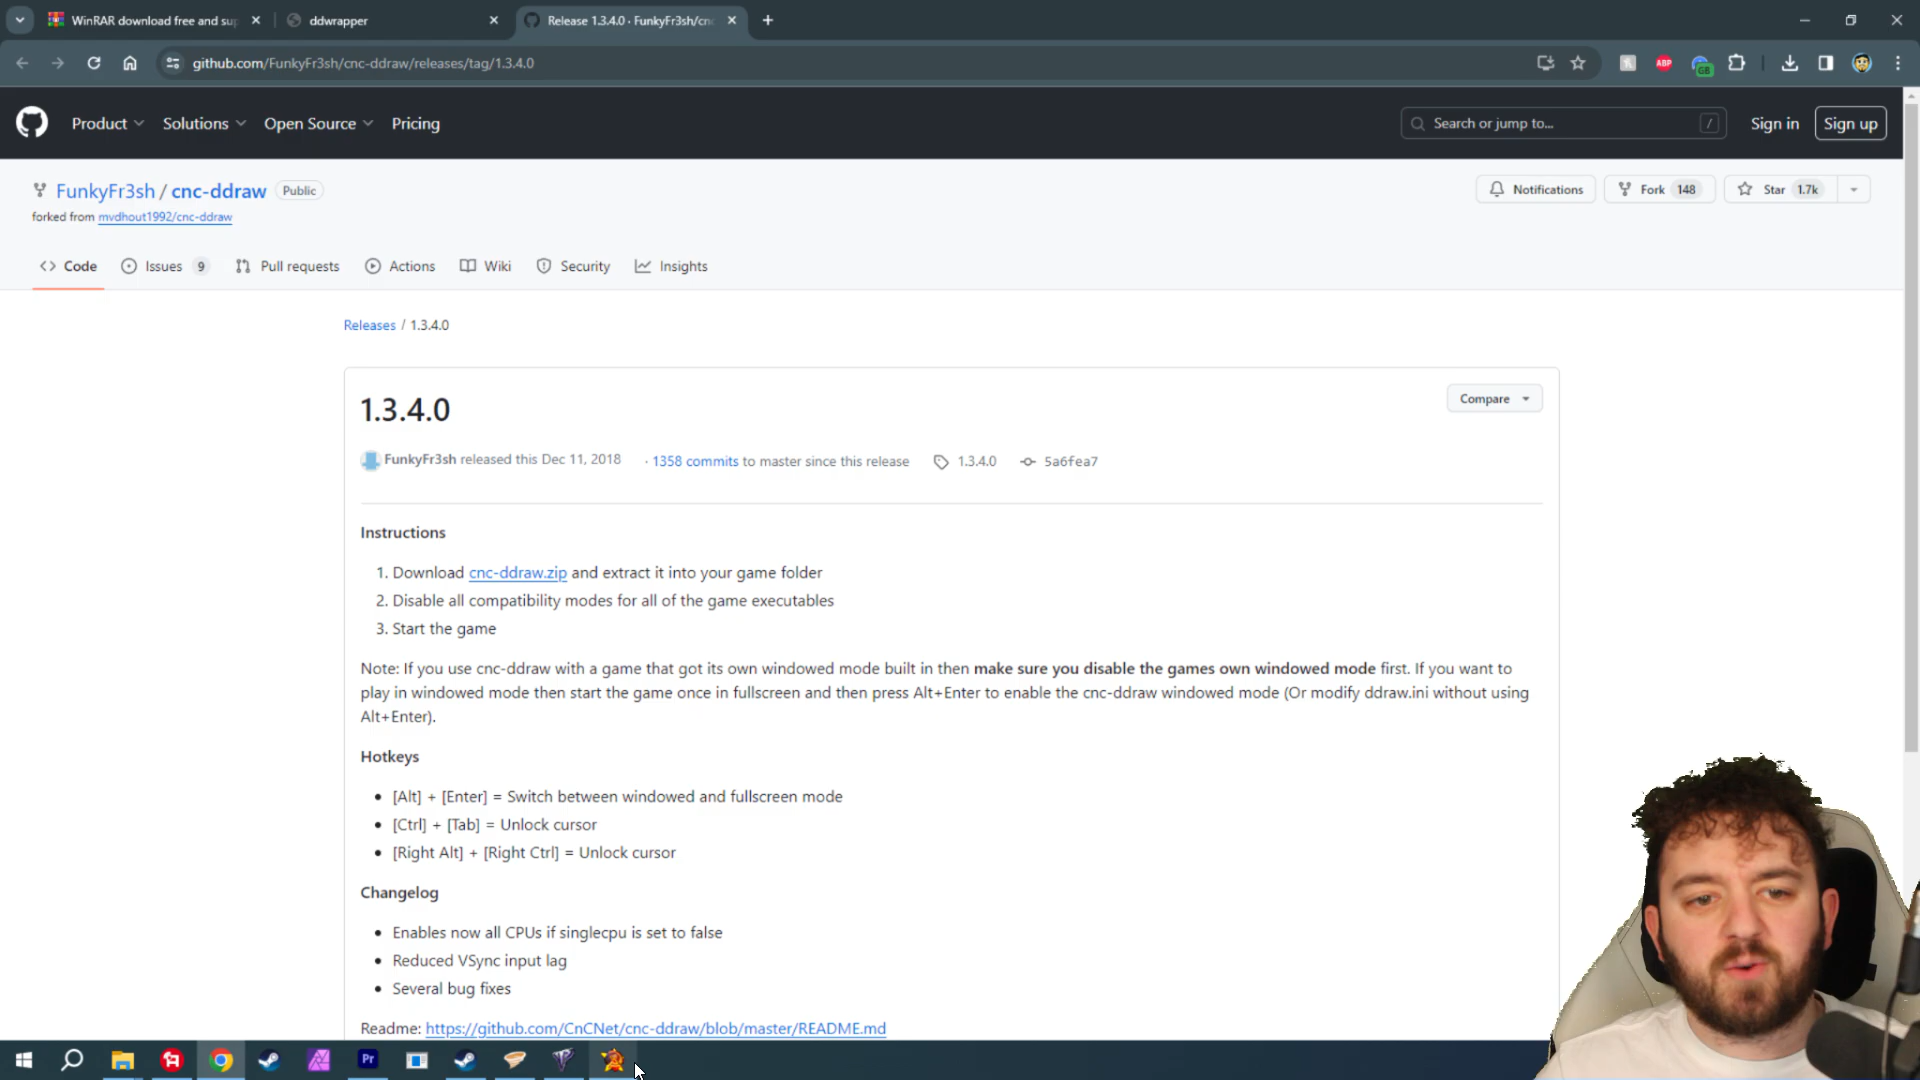 WinRAR download free and sup
ddwrapper
Release 1.3.4.0 · FunkyFr3sh/cnc
github.com/FunkyFr3sh/cnc-ddraw/releases/tag/1.3.4.0
ABP
GB
Product
Solutions
Open Source
Pricing
Search or jump to...
/
Sign in
Sign up
FunkyFr3sh / cnc-ddraw
Public
forked from mvdhout1992/cnc-ddraw
Notifications
Fork 148
Star 1.7k
Code
Issues 9
Pull requests
Actions
Wiki
Security
Insights
Releases / 1.3.4.0
1.3.4.0
Compare
FunkyFr3sh released this Dec 11, 2018
· 1358 commits to master since this release
1.3.4.0
5a6fea7
Instructions
1. Download cnc-ddraw.zip and extract it into your game folder
2. Disable all compatibility modes for all of the game executables
3. Start the game
Note: If you use cnc-ddraw with a game that got its own windowed mode built in then make sure you disable the games own windowed mode first. If you want to
play in windowed mode then start the game once in fullscreen and then press Alt+Enter to enable the cnc-ddraw windowed mode (Or modify ddraw.ini without using
Alt+Enter).
Hotkeys
• [Alt] + [Enter] = Switch between windowed and fullscreen mode
• [Ctrl] + [Tab] = Unlock cursor
• [Right Alt] + [Right Ctrl] = Unlock cursor
Changelog
• Enables now all CPUs if singlecpu is set to false
• Reduced VSync input lag
• Several bug fixes
Readme: https://github.com/CnCNet/cnc-ddraw/blob/master/README.md
Pr